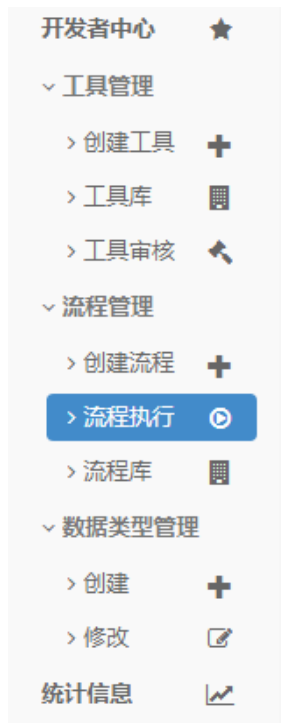 开发者中心
工具管理
创建工具
工具库
工具审核
流程管理
创建流程
流程执行
流程库
数据类型管理
创建
修改
统计信息